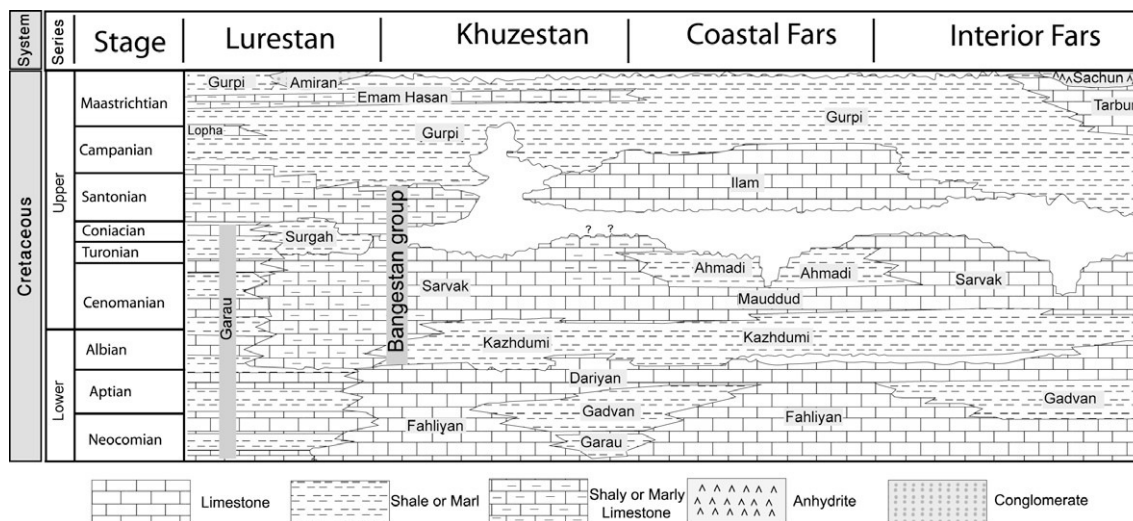 System
Series
Stage
Lurestan
Khuzestan
Coastal Fars
Interior Fars
Cretaceous
Upper
Lower
Maastrichtian
Campanian
Santonian
Coniacian
Turonian
Cenomanian
Albian
Aptian
Neocomian
Gurpi
Amiran
Emam Hasan
Sachun
Tarbur
Lopha
Gurpi
Gurpi
Ilam
Bangestan group
Surgah
? ?
Garau
Sarvak
Ahmadi
Ahmadi
Sarvak
Mauddud
Kazhdumi
Kazhdumi
Dariyan
Gadvan
Gadvan
Fahliyan
Fahliyan
Garau
Limestone
Shale or Marl
Shaly or Marly
Limestone
Anhydrite
Conglomerate